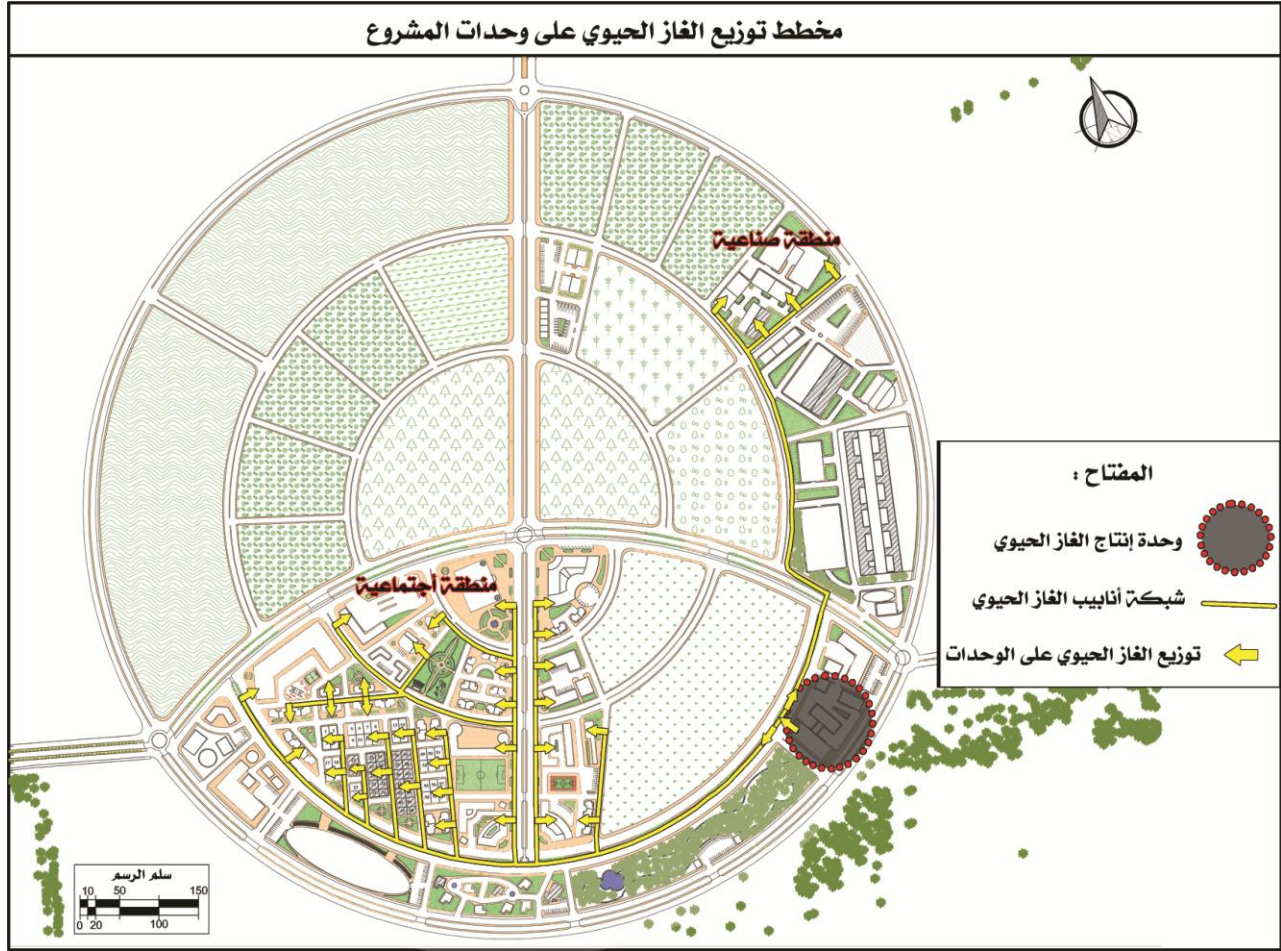 مخطط توزيع الغاز الحيوي على وحدات المشروع
منطقة صناعية
منطقة أجتماعية
المفتاح :
وحدة إنتاج الغاز الحيوي
شبكة أنابيب الغاز الحيوي
توزيع الغاز الحيوي على الوحدات
سلم الرسم
10 50 150
0 20 100